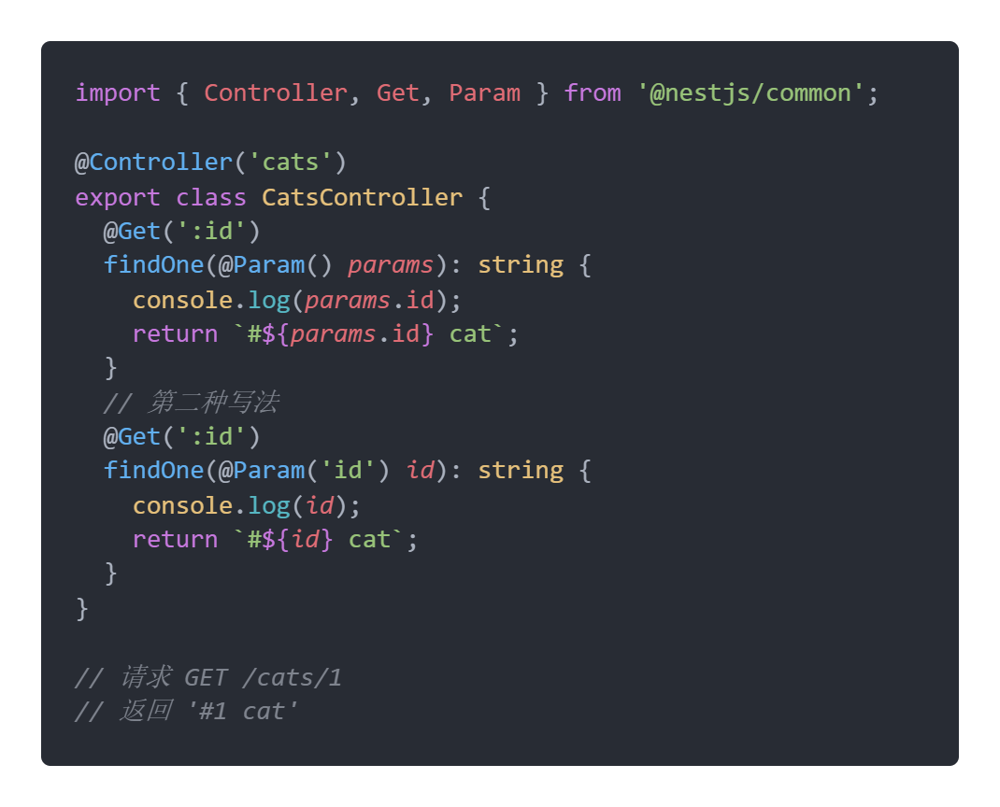 import { Controller, Get, Param } from '@nestjs/common';

@Controller('cats')
export class CatsController {
  @Get(':id')
  findOne(@Param() params): string {
    console.log(params.id);
    return `#${params.id} cat`;
  }
  // 第二种写法
  @Get(':id')
  findOne(@Param('id') id): string {
    console.log(id);
    return `#${id} cat`;
  }
}

// 请求 GET /cats/1
// 返回 '#1 cat'